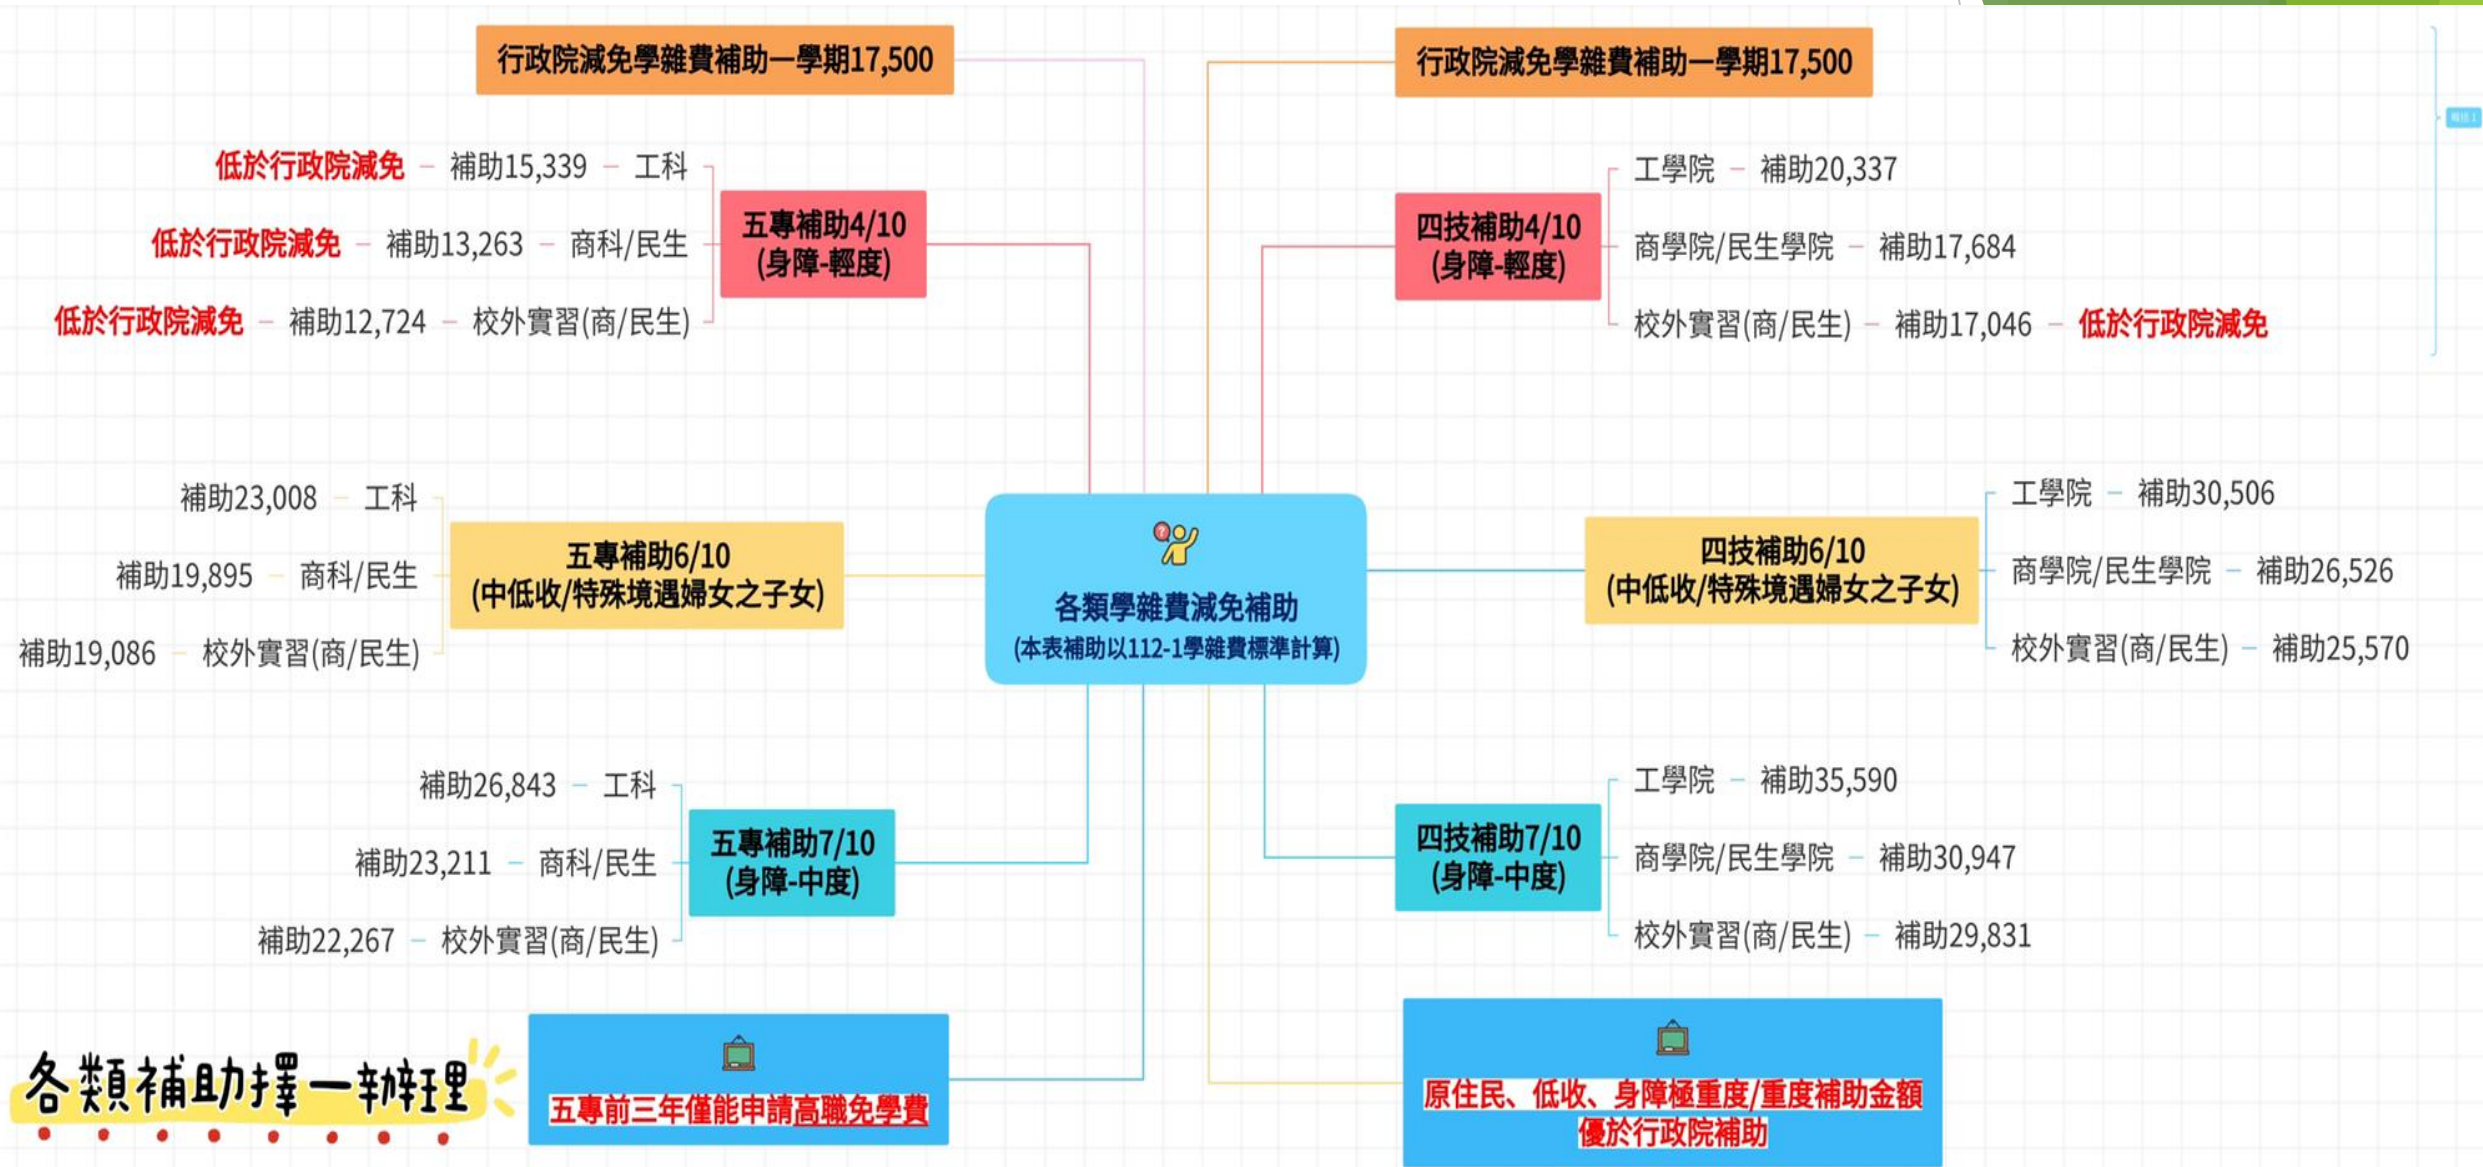 行政院減免學雜費補助一學期17,500
低於行政院減免 補助15,339 工科
低於行政院減免 補助13,263 商科/民生
低於行政院減免 補助12,724 校外實習(商/民生)
五專補助4/10
(身障-輕度)
行政院減免學雜費補助一學期17,500
四技補助4/10
(身障-輕度)
工學院 補助20,337
商學院/民生學院 補助17,684
校外實習(商/民生) 補助17,046 低於行政院減免
補助23,008 工科
補助19,895 商科/民生
補助19,086 校外實習(商/民生)
五專補助6/10
(中低收/特殊境遇婦女之子女)
各類學雜費減免補助
(本表補助以112-1學雜費標準計算)
四技補助6/10
(中低收/特殊境遇婦女之子女)
工學院 補助30,506
商學院/民生學院 補助26,526
校外實習(商/民生) 補助25,570
補助26,843 工科
補助23,211 商科/民生
補助22,267 校外實習(商/民生)
五專補助7/10
(身障-中度)
四技補助7/10
(身障-中度)
工學院 補助35,590
商學院/民生學院 補助30,947
校外實習(商/民生) 補助29,831
各類補助擇一辦理
五專前三年僅能申請高職免學費
原住民、低收、身障極重度/重度補助金額
優於行政院補助